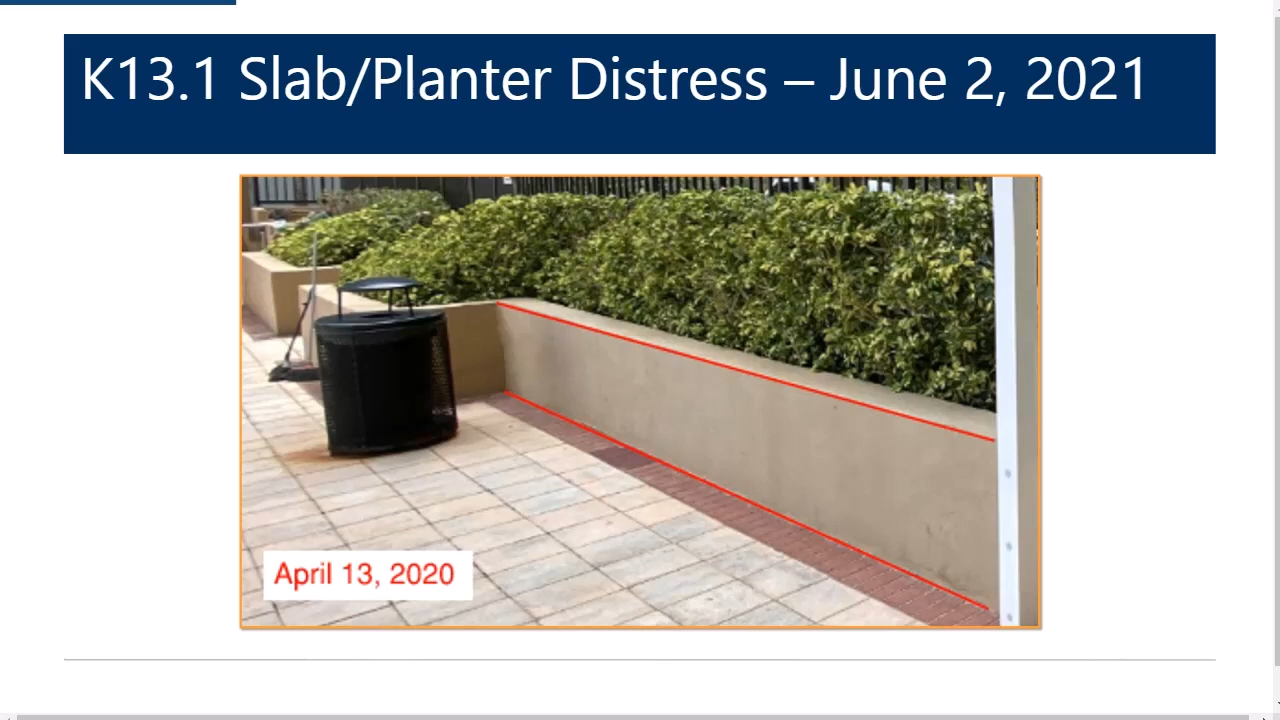 K13.1 Slab/Planter Distress – June 2, 2021
April 13, 2020